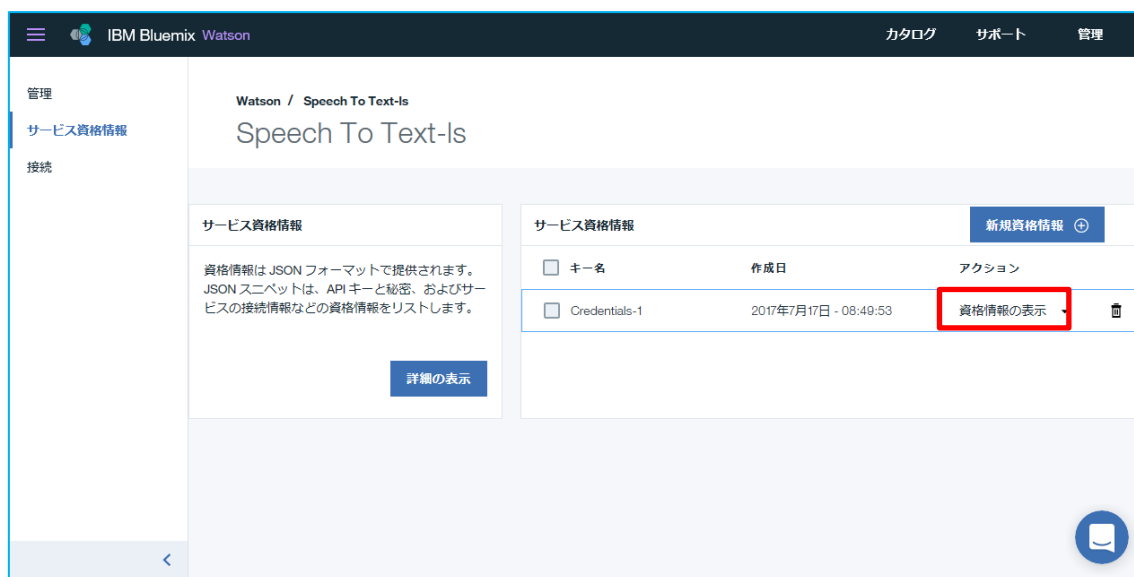 IBM Bluemix Watson
カタログ
サポート
管理
管理
サービス資格情報
接続
Watson / Speech To Text-ls
Speech To Text-ls
サービス資格情報
資格情報は JSON フォーマットで提供されます。
JSON スニペットは、API キーと秘密、およびサー
ビスの接続情報などの資格情報をリストします。
詳細の表示
サービス資格情報
新規資格情報
キー名
作成日
アクション
Credentials-1
2017年7月17日 - 08:49:53
資格情報の表示